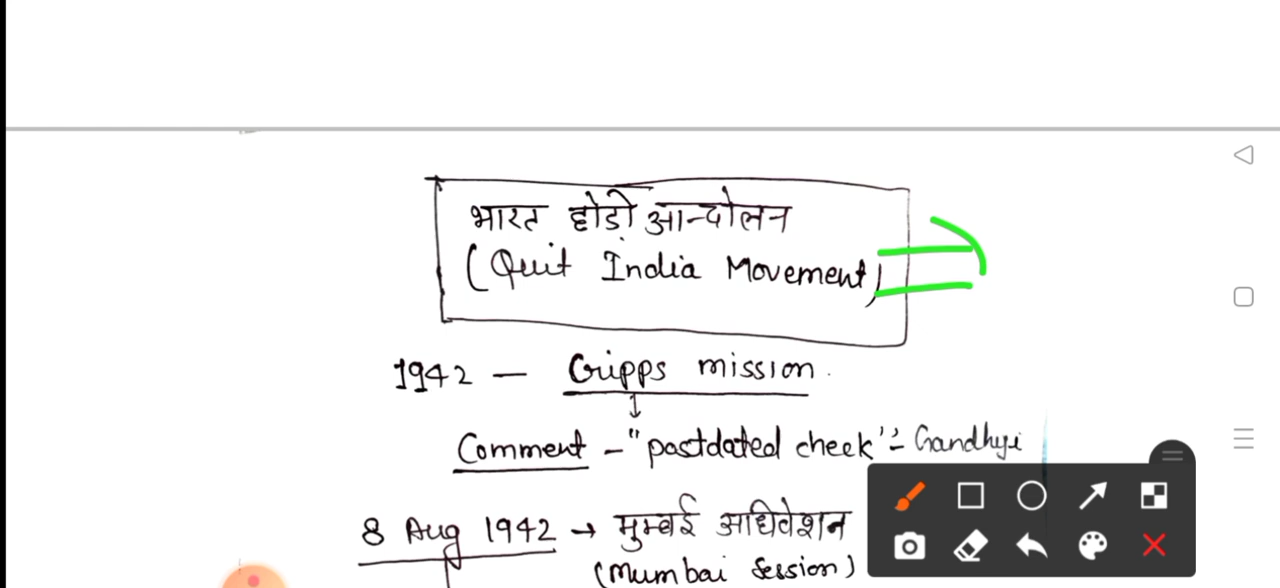 भारत छोड़ो आन्दोलन
(Quit India Movement)
1942 — Cripps mission.
Comment - "postdated check" - Gandhiji
8 Aug 1942 → मुम्बई अधिवेशन
(Mumbai Session)